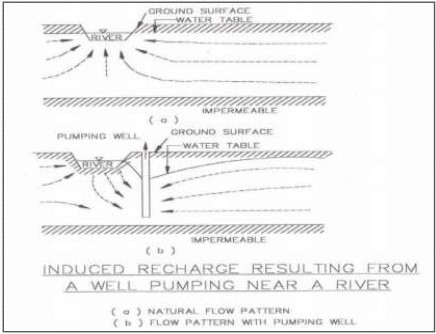 GROUND SURFACE
WATER TABLE
RIVER
IMPERMEABLE
( a )
PUMPING WELL
GROUND SURFACE
WATER TABLE
RIVER
IMPERMEABLE
( b )
INDUCED RECHARGE RESULTING FROM
A WELL PUMPING NEAR A RIVER
( a ) NATURAL FLOW PATTERN
( b ) FLOW PATTERN WITH PUMPING WELL